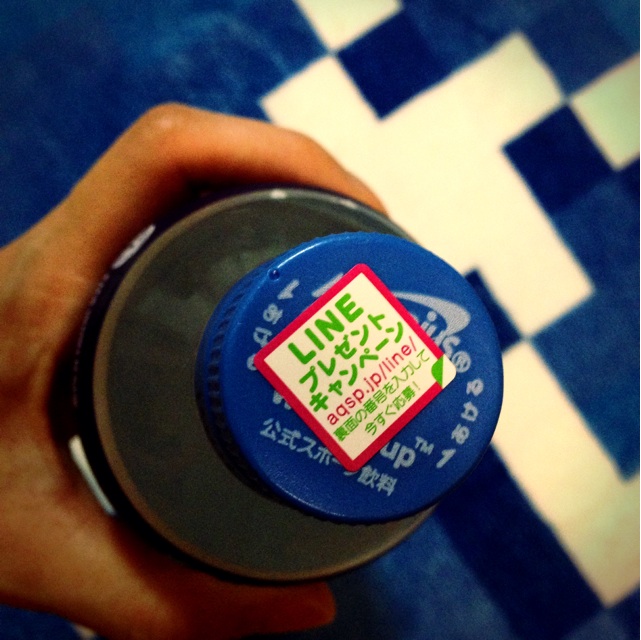 LINE
プレゼント
キャンペーン
aqsp.jp/line/
裏面の番号を入力して
今すぐ応募！
up™
公式スポーツ飲料